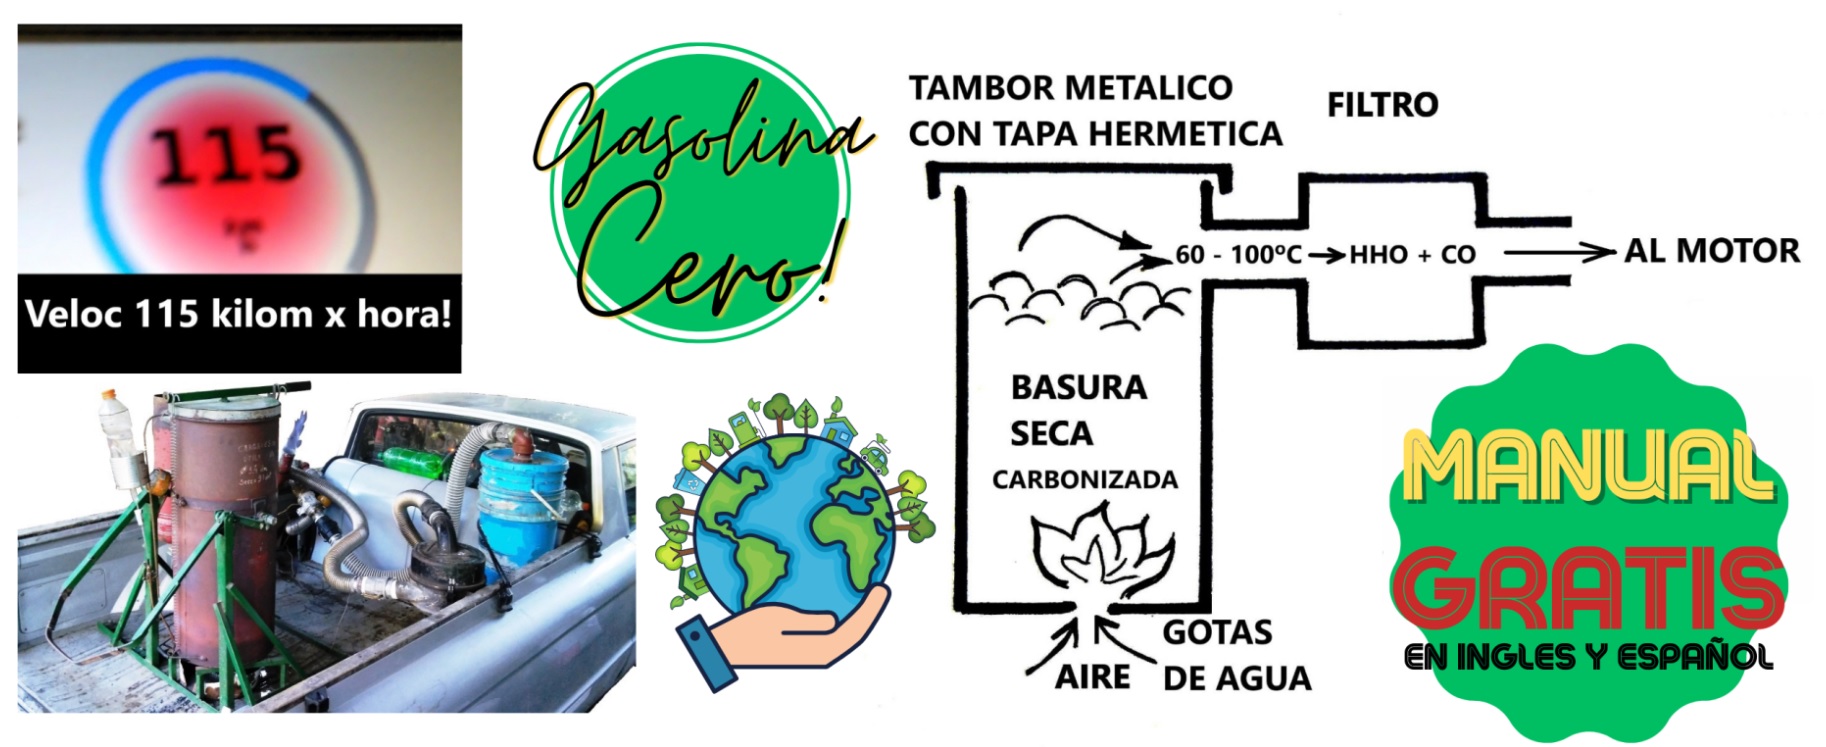 115
Veloc 115 kilom x hora!
Gasolina
Cero!
TAMBOR METALICO
CON TAPA HERMETICA
FILTRO
60 - 100ºC → HHO + CO
AL MOTOR
BASURA
SECA
CARBONIZADA
AIRE
GOTAS
DE AGUA
MANUAL
GRATIS
EN INGLES Y ESPAÑOL